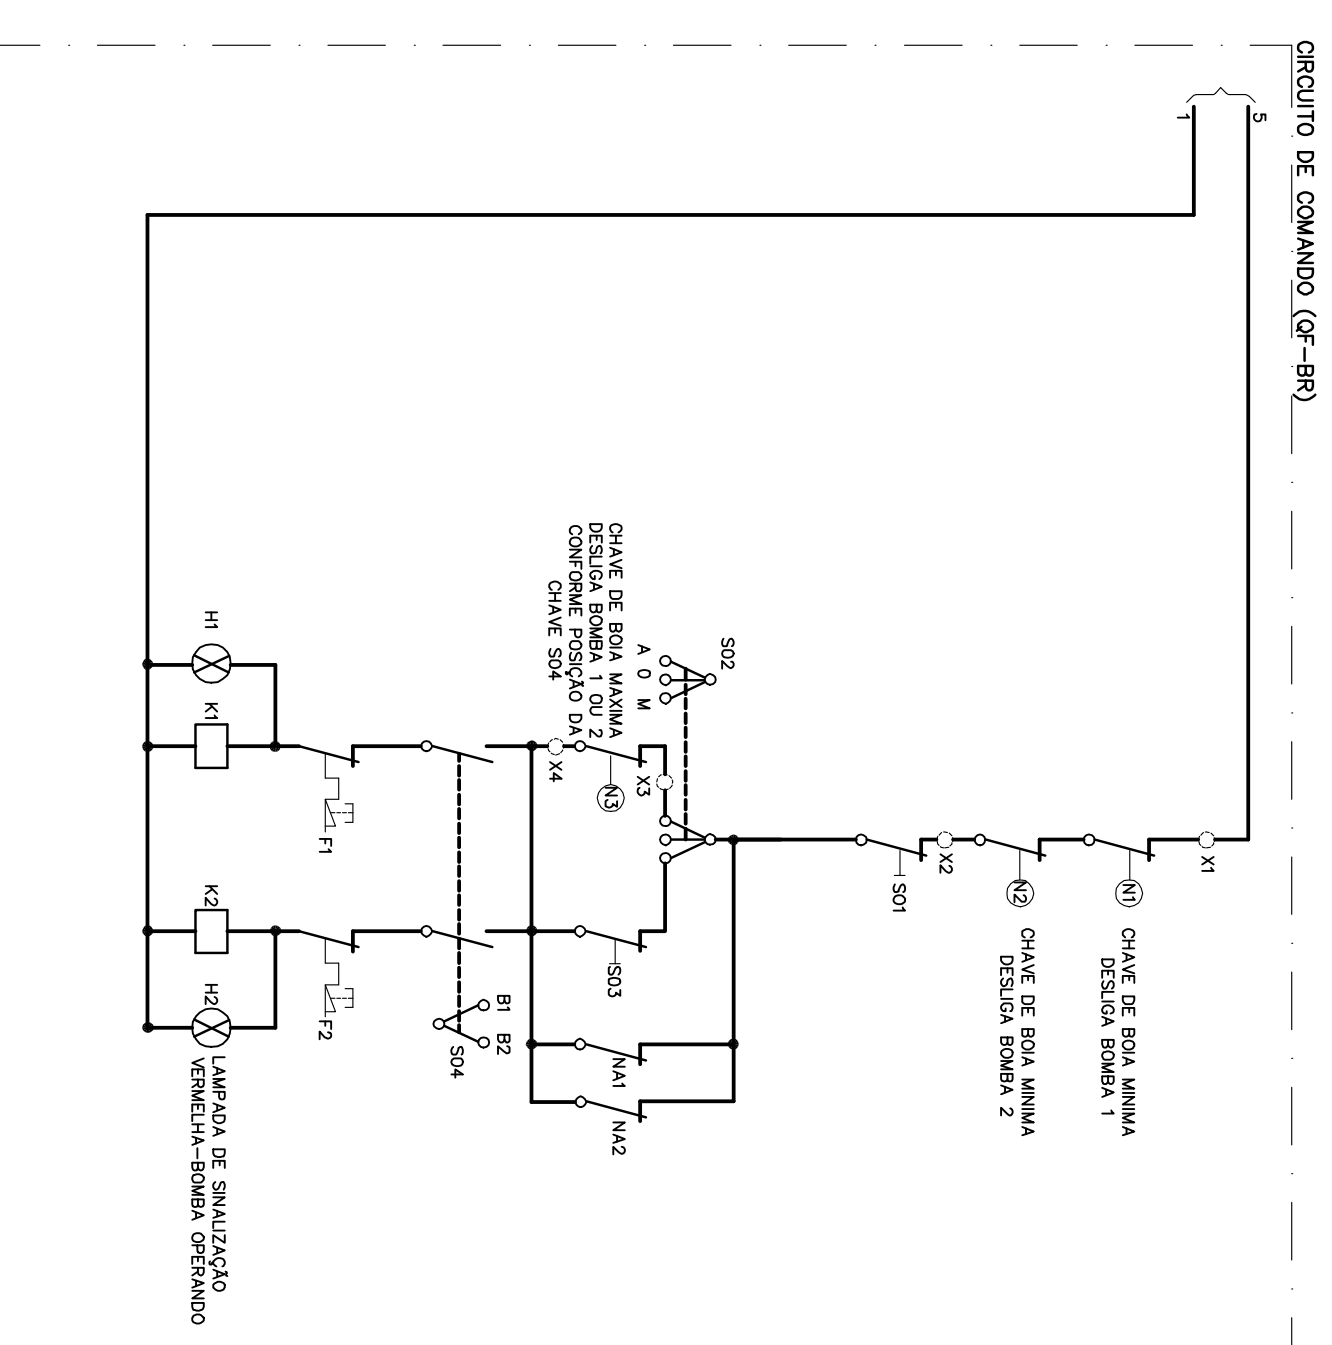 CIRCUITO DE COMANDO (QF-BR)
5
1
X1
N1
CHAVE DE BOIA MINIMA
DESLIGA BOMBA 1
N2
CHAVE DE BOIA MINIMA
DESLIGA BOMBA 2
X2
S01
S02
A 0 M
CHAVE DE BOIA MAXIMA
DESLIGA BOMBA 1 OU 2
CONFORME POSIÇÃO DA
CHAVE S04
X3
N3
X4
S03
NA1
NA2
B1 B2
S04
F1
F2
H1
K1
K2
H2
LAMPADA DE SINALIZAÇÃO
VERMELHA-BOMBA OPERANDO